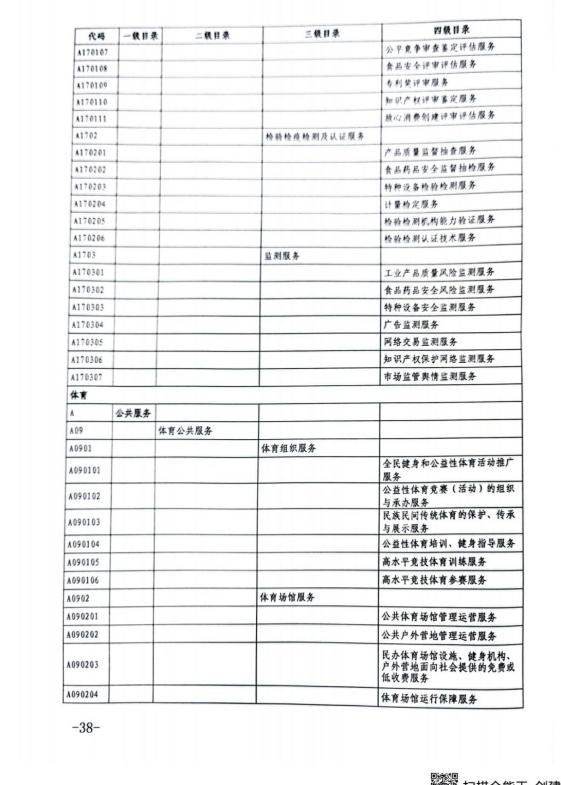 代码 一级目录 二级目录 三级目录 四级目录
A170107 公平竞争审查鉴定评估服务
A170108 食品安全评审评估服务
A170109 专利奖评审服务
A170110 知识产权评审鉴定服务
A170111 放心消费创建评审评估服务
A1702 检验检疫检测及认证服务
A170201 产品质量监督抽查服务
A170202 食品药品安全监督抽检服务
A170203 特种设备检验检测服务
A170204 计量检定服务
A170205 检验检测机构能力验证服务
A170206 检验检测认证技术服务
A1703 监测服务
A170301 工业产品质量风险监测服务
A170302 食品药品安全风险监测服务
A170303 特种设备安全监测服务
A170304 广告监测服务
A170305 网络交易监测服务
A170306 知识产权保护网络监测服务
A170307 市场监管舆情监测服务
体育
A 公共服务
A09 体育公共服务
A0901 体育组织服务
A090101 全民健身和公益性体育活动推广
服务
A090102 公益性体育竞赛（活动）的组织
与承办服务
A090103 民族民间传统体育的保护、传承
与展示服务
A090104 公益性体育培训、健身指导服务
A090105 高水平竞技体育训练服务
A090106 高水平竞技体育参赛服务
A0902 体育场馆服务
A090201 公共体育场馆管理运营服务
A090202 公共户外营地管理运营服务
A090203 民办体育场馆设施、健身机构、
户外营地面向社会提供的免费或
低收费服务
A090204 体育场馆运行保障服务
-38-